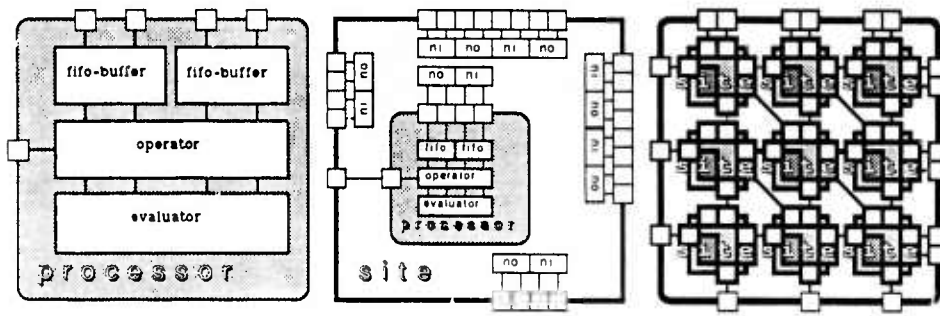 fifo-buffer fifo-buffer
operator
evaluator
processor
ni no ni no
no
ni
no ni
fifo fifo
operator
evaluator
processor
ni
no
ni
no
site
no ni